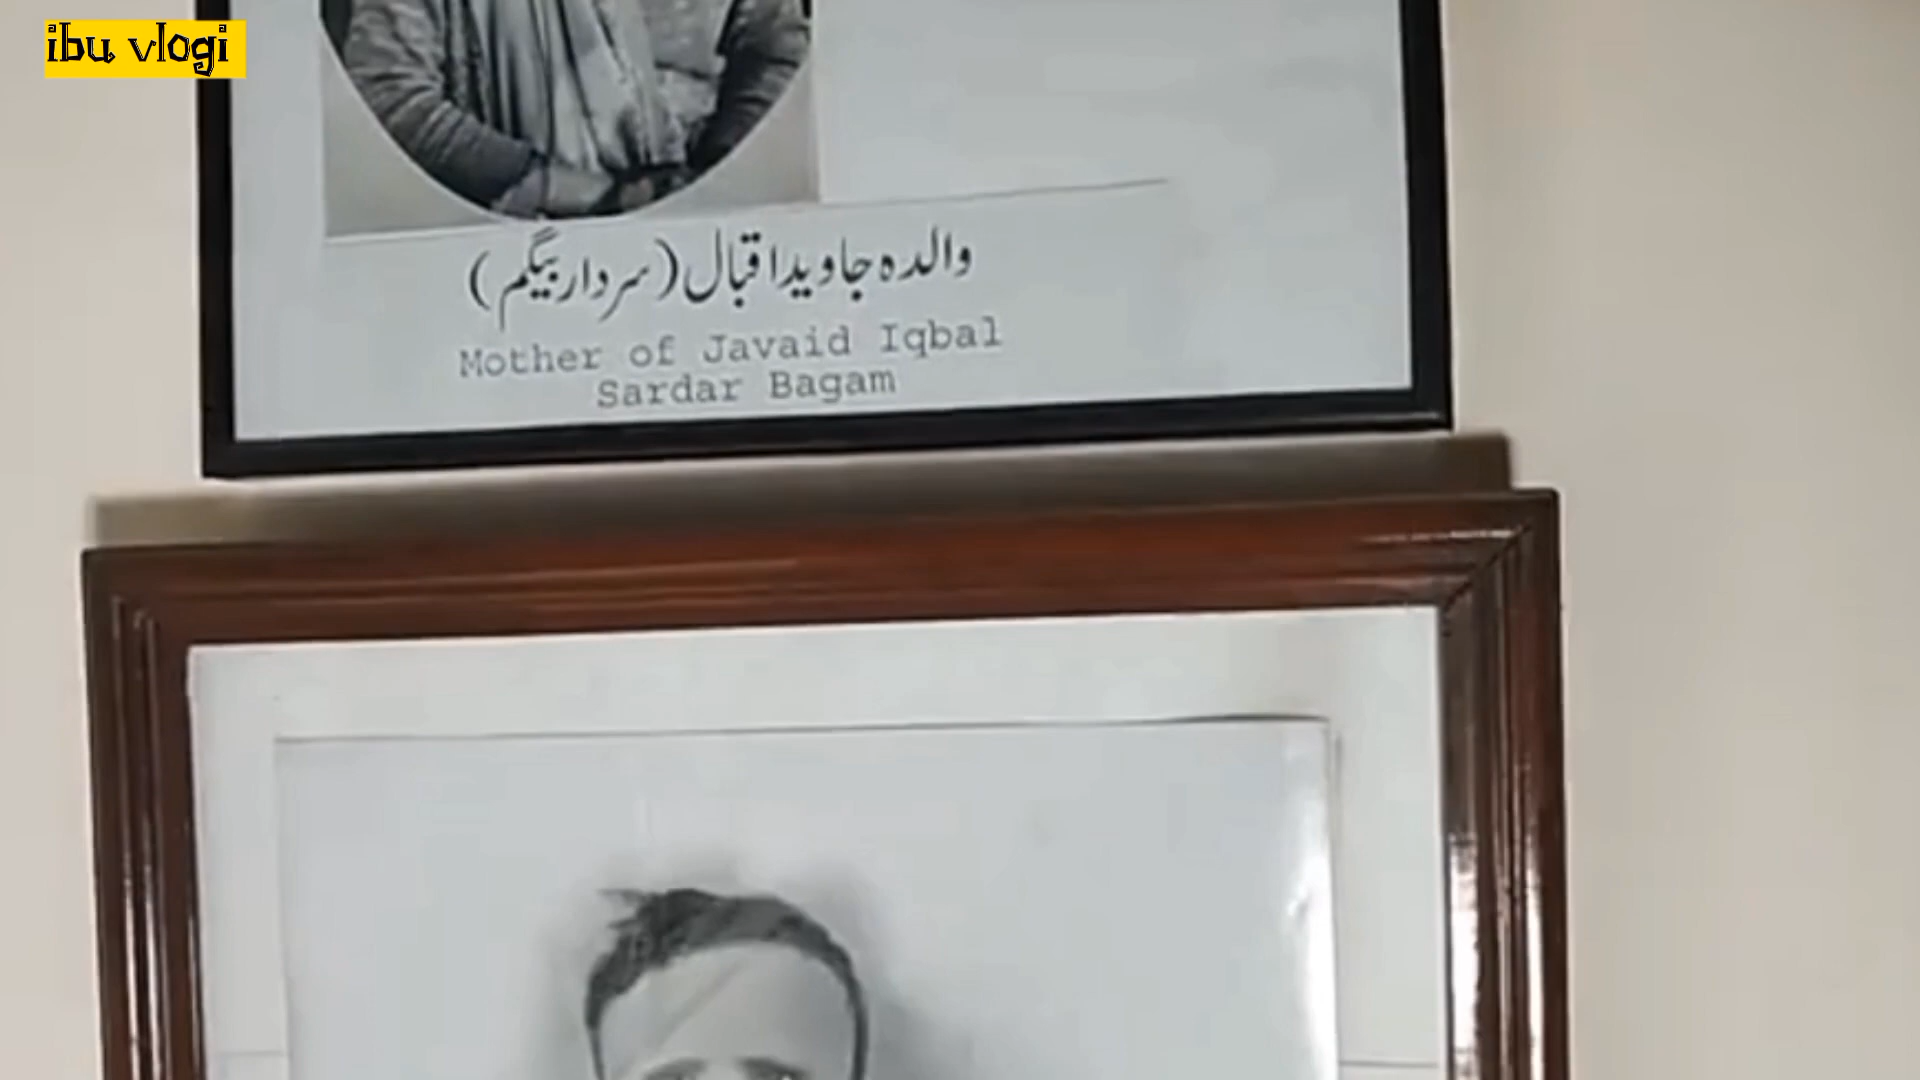 ibu vlogi
والدہ جاوید اقبال (سردار بیگم)
Mother of Javaid Iqbal
Sardar Bagam